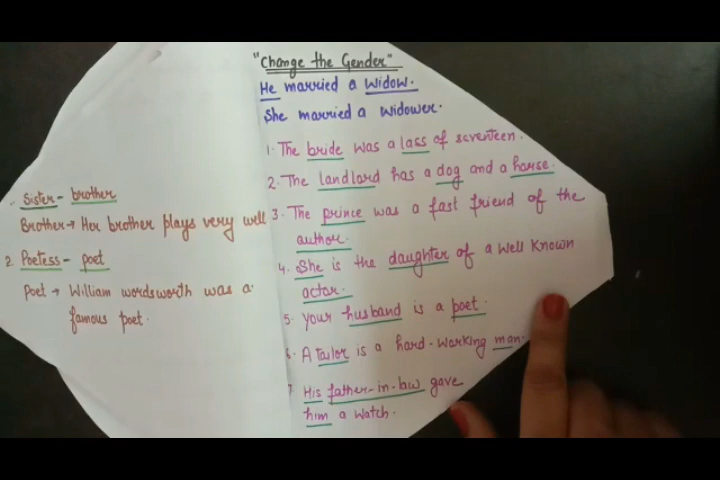 Sister - brother
Brother → Her brother plays very well
2. Poetess - poet
Poet → William wordsworth was a
famous poet.
"Change the Gender"
He married a widow.
She married a widower.
1. The bride was a lass of seventeen.
2. The landlord has a dog and a horse.
3. The prince was a fast friend of the
author.
4. She is the daughter of a well known
actor.
5. your husband is a poet.
6. A tailor is a hard-working man.
7 His father-in-law gave
him a watch.